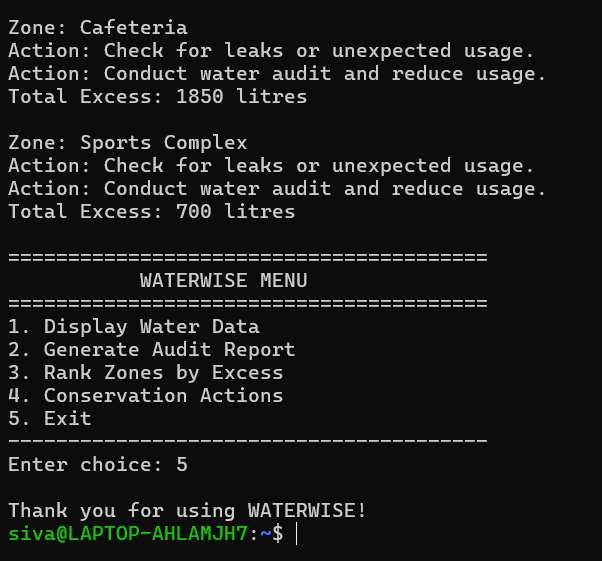 Zone: Cafeteria
Action: Check for leaks or unexpected usage.
Action: Conduct water audit and reduce usage.
Total Excess: 1850 litres

Zone: Sports Complex
Action: Check for leaks or unexpected usage.
Action: Conduct water audit and reduce usage.
Total Excess: 700 litres

========================================
WATERWISE MENU
========================================
1. Display Water Data
2. Generate Audit Report
3. Rank Zones by Excess
4. Conservation Actions
5. Exit
----------------------------------------
Enter choice: 5

Thank you for using WATERWISE!
siva@LAPTOP-AHLAMJH7:~$